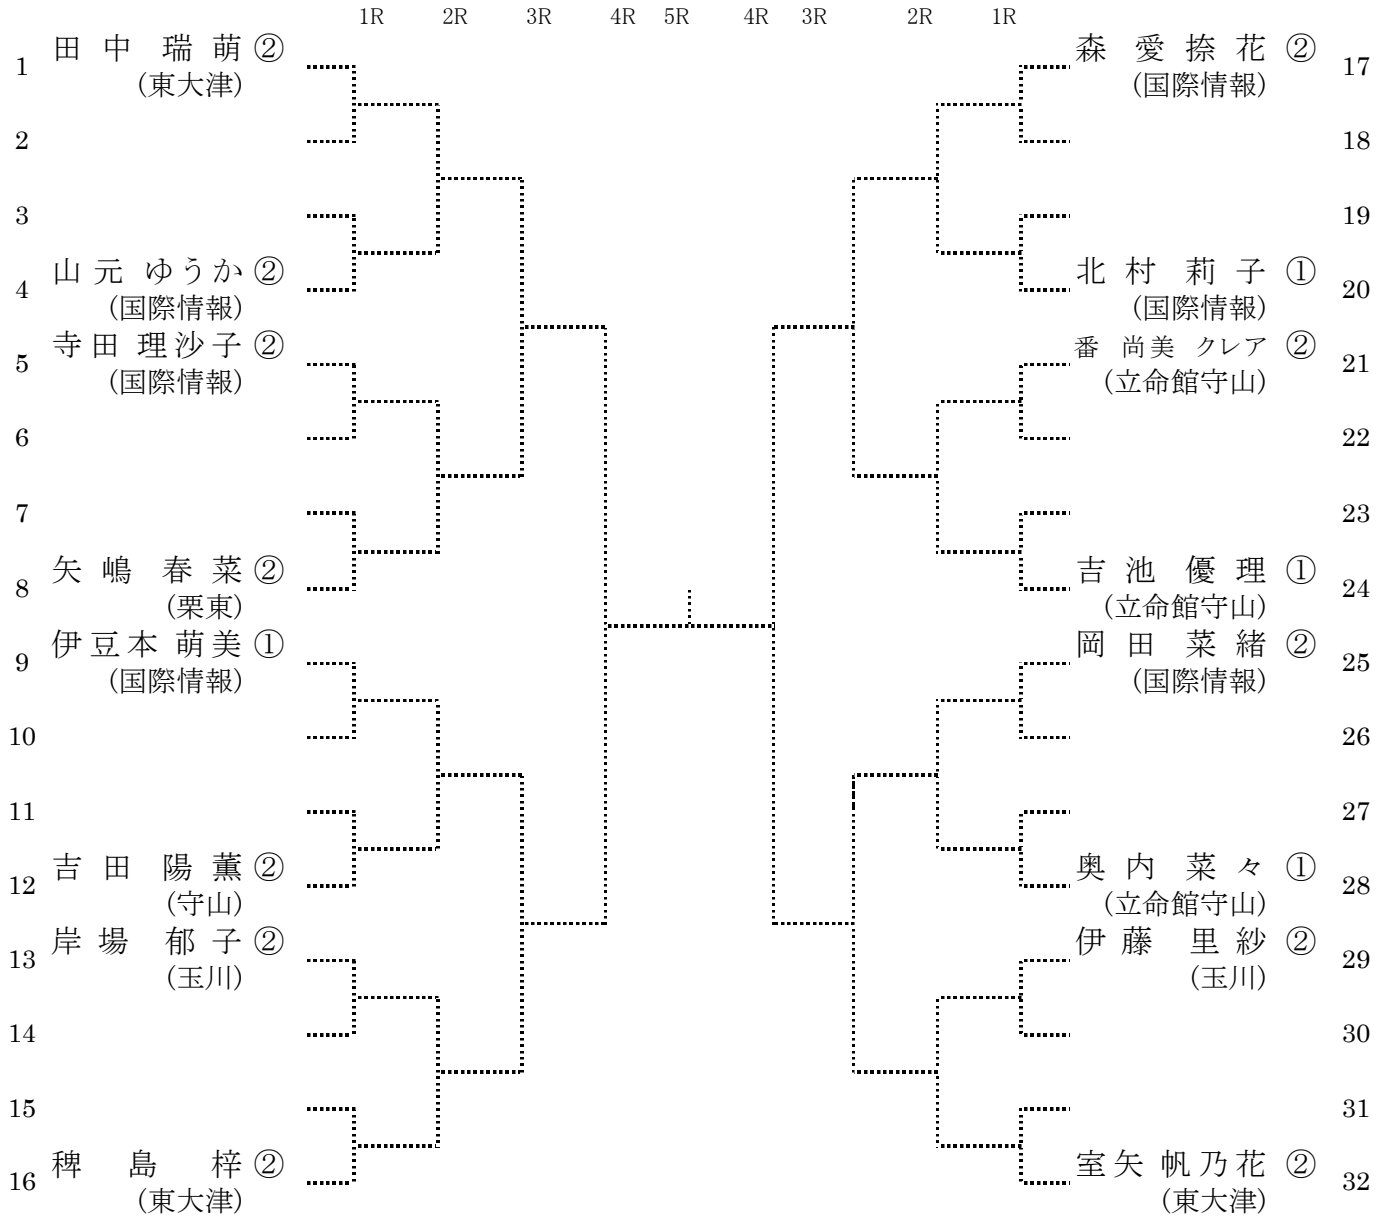 1R 2R 3R 4R 5R 4R 3R 2R 1R
1 田中 瑞萌 ②
(東大津)
2
3
4 山元 ゆうか ②
(国際情報)
5 寺田 理沙子 ②
(国際情報)
6
7
8 矢嶋 春菜 ②
(栗東)
9 伊豆本 萌美 ①
(国際情報)
10
11
12 吉田 陽薫 ②
(守山)
13 岸場 郁子 ②
(玉川)
14
15
16 稗島 梓 ②
(東大津)
森 愛捺花 ② 17
(国際情報)
18
19
北村 莉子 ① 20
(国際情報)
番 尚美 クレア ② 21
(立命館守山)
22
23
吉池 優理 ① 24
(立命館守山)
岡田 菜緒 ② 25
(国際情報)
26
27
奥内 菜々 ① 28
(立命館守山)
伊藤 里紗 ② 29
(玉川)
30
31
室矢 帆乃花 ② 32
(東大津)